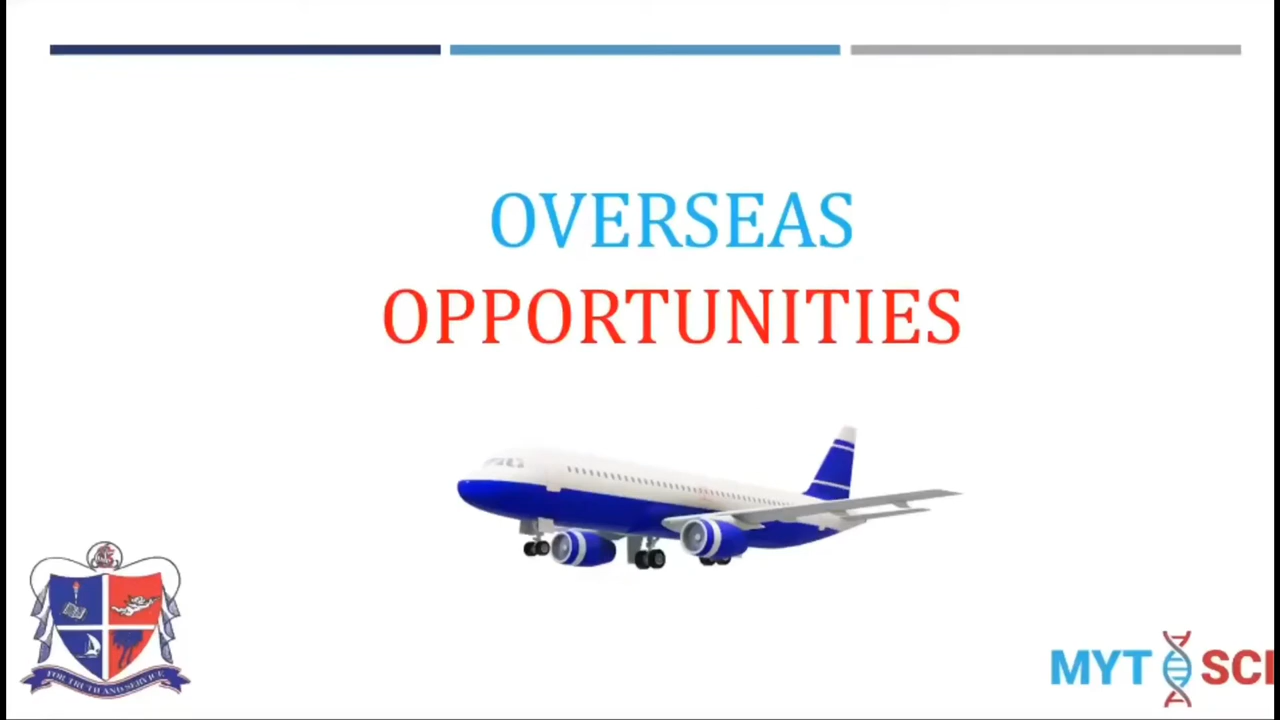 OVERSEAS
OPPORTUNITIES
FOR TRUTH AND SERVICE
MYT SCI